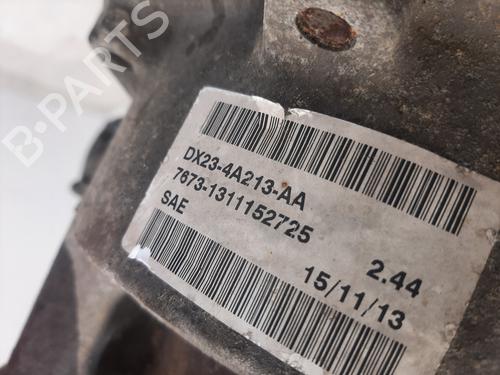 B-PARTS
DX23-4A213-AA
7673-1311152725
SAE
2.44
15/11/13